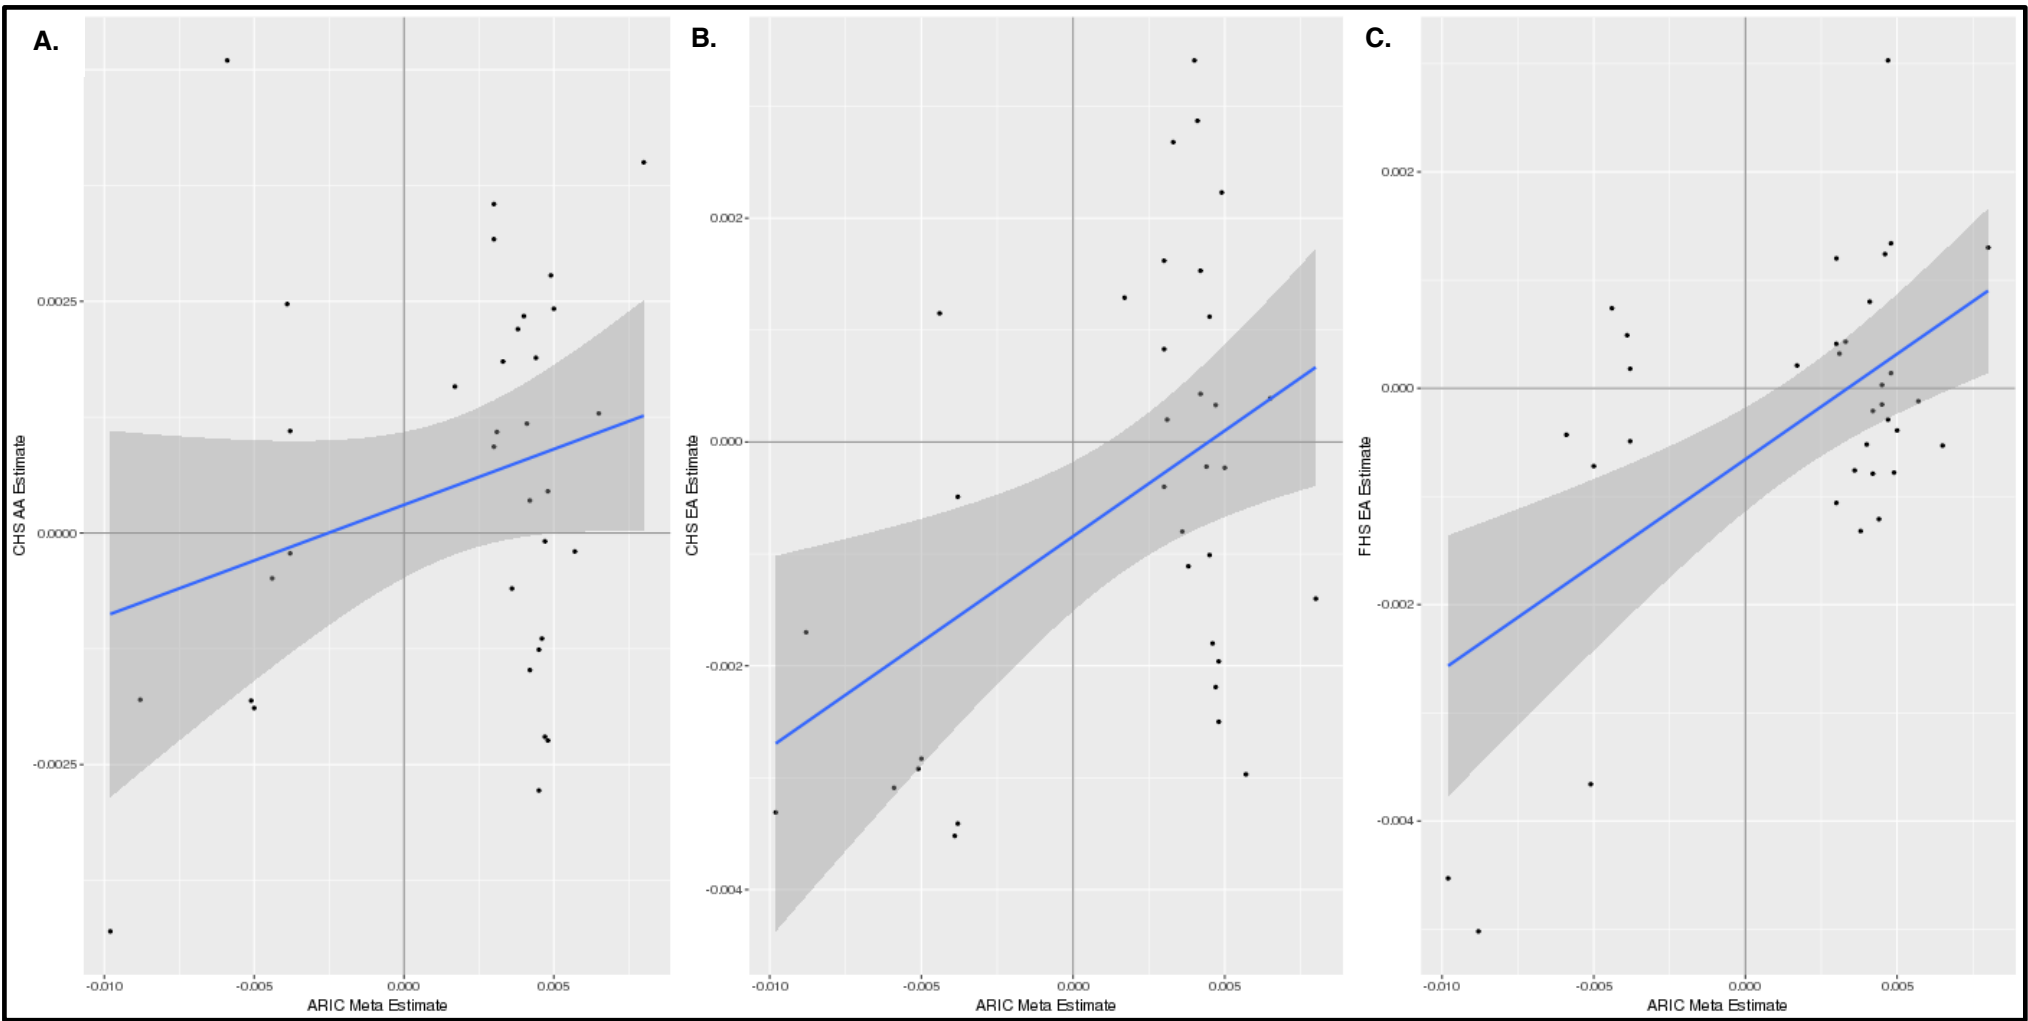 A.
CHS AA Estimate
0.0025
0.0000
-0.0025
-0.010 -0.005 0.000 0.005
ARIC Meta Estimate
B.
CHS EA Estimate
0.002
0.000
-0.002
-0.004
-0.010 -0.005 0.000 0.005
ARIC Meta Estimate
C.
FHS EA Estimate
0.002
0.000
-0.002
-0.004
-0.010 -0.005 0.000 0.005
ARIC Meta Estimate